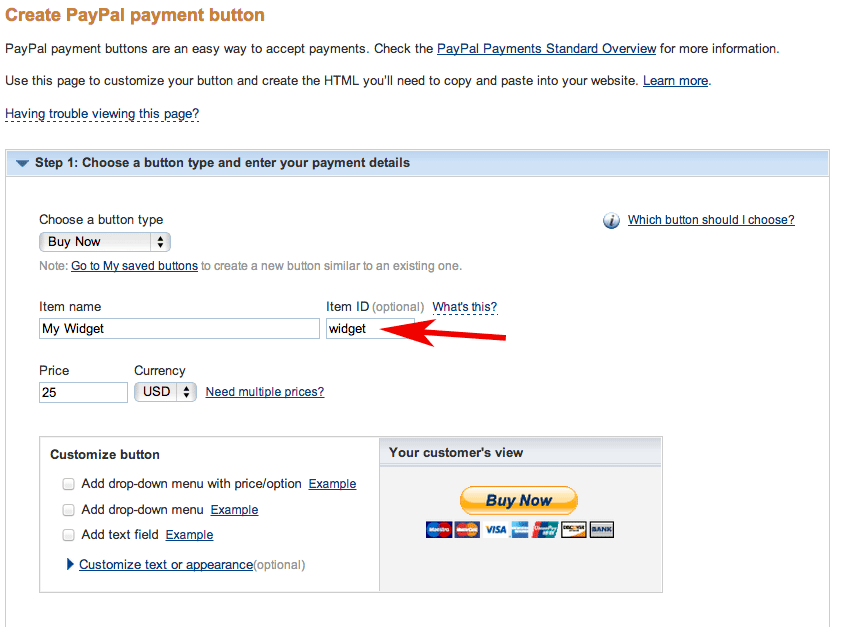 Create PayPal payment button
PayPal payment buttons are an easy way to accept payments. Check the PayPal Payments Standard Overview for more information.
Use this page to customize your button and create the HTML you'll need to copy and paste into your website. Learn more.
Having trouble viewing this page?
Step 1: Choose a button type and enter your payment details
Choose a button type
Which button should I choose?
Buy Now
Note: Go to My saved buttons to create a new button similar to an existing one.
Item name
Item ID (optional) What's this?
My Widget
widget
Price
Currency
25
USD
Need multiple prices?
Customize button
Your customer's view
Add drop-down menu with price/option Example
Add drop-down menu Example
Add text field Example
Customize text or appearance(optional)
Buy Now
Maestro
MasterCard
VISA
DISCOVER
BANK